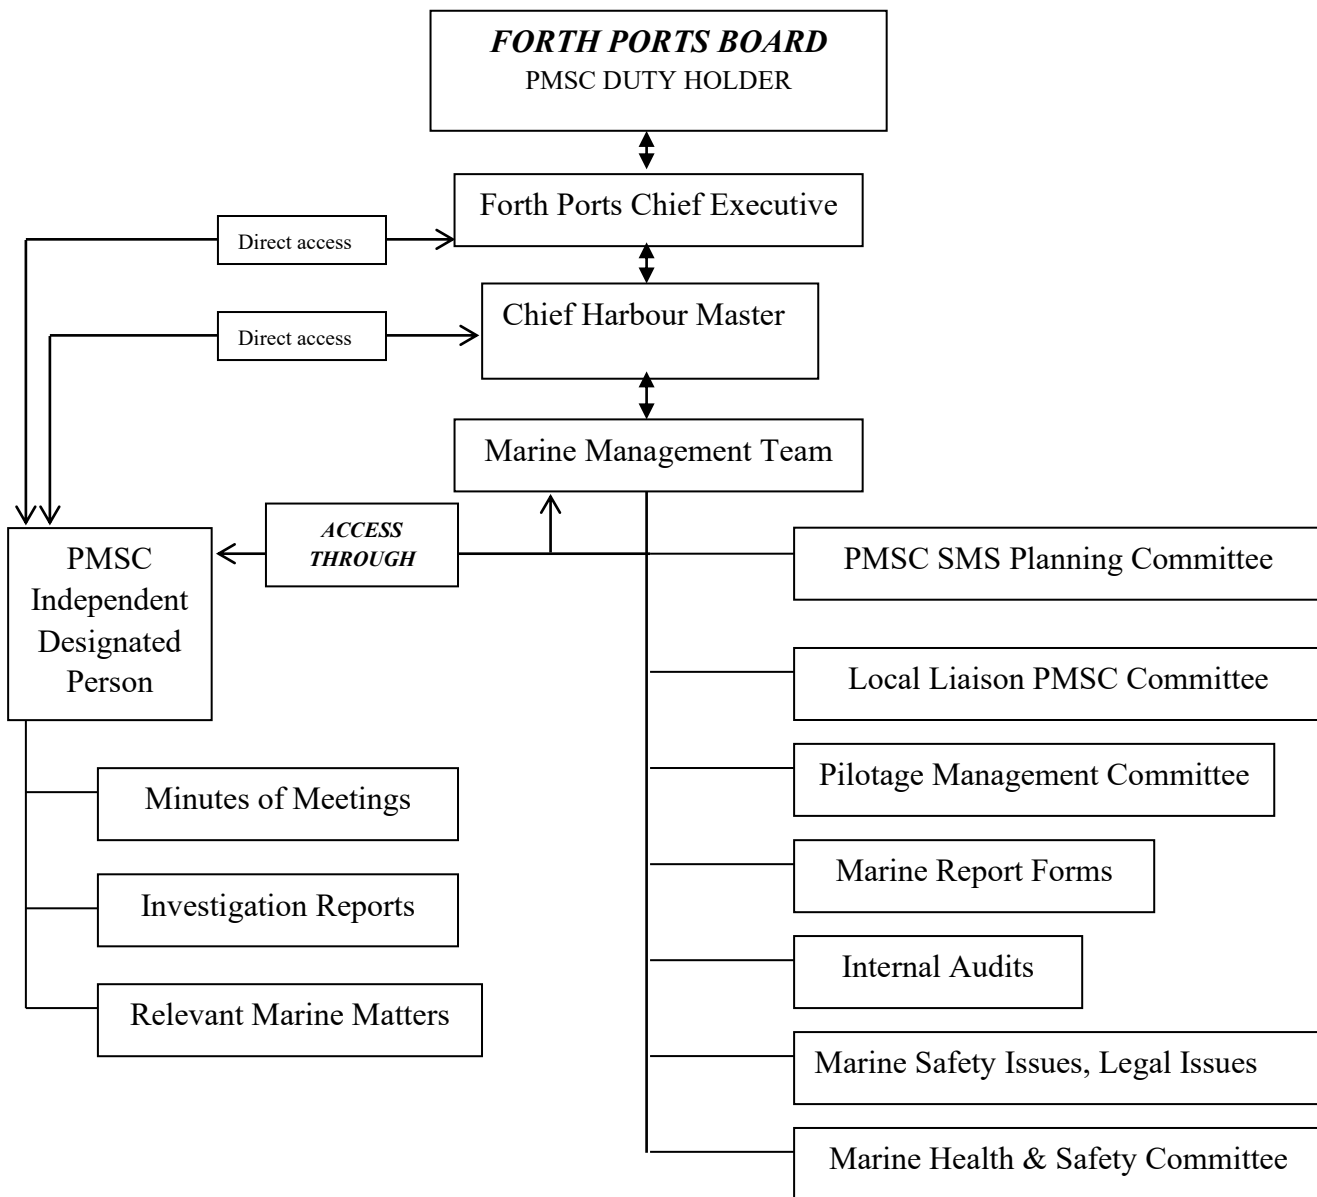 FORTH PORTS BOARD
PMSC DUTY HOLDER
Forth Ports Chief Executive
Direct access
Chief Harbour Master
Direct access
Marine Management Team
ACCESS
THROUGH
PMSC
Independent
Designated
Person
PMSC SMS Planning Committee
Local Liaison PMSC Committee
Pilotage Management Committee
Minutes of Meetings
Marine Report Forms
Investigation Reports
Internal Audits
Relevant Marine Matters
Marine Safety Issues, Legal Issues
Marine Health & Safety Committee